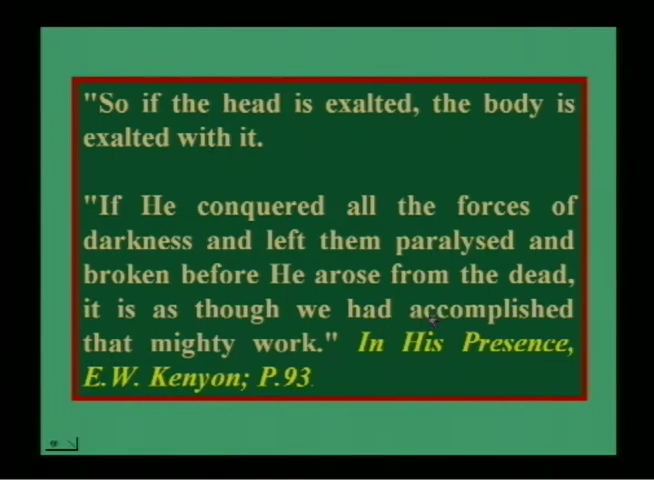 "So if the head is exalted, the body is
exalted with it.
"If He conquered all the forces of
darkness and left them paralysed and
broken before He arose from the dead,
it is as though we had accomplished
that mighty work." In His Presence,
E.W. Kenyon; P.93.